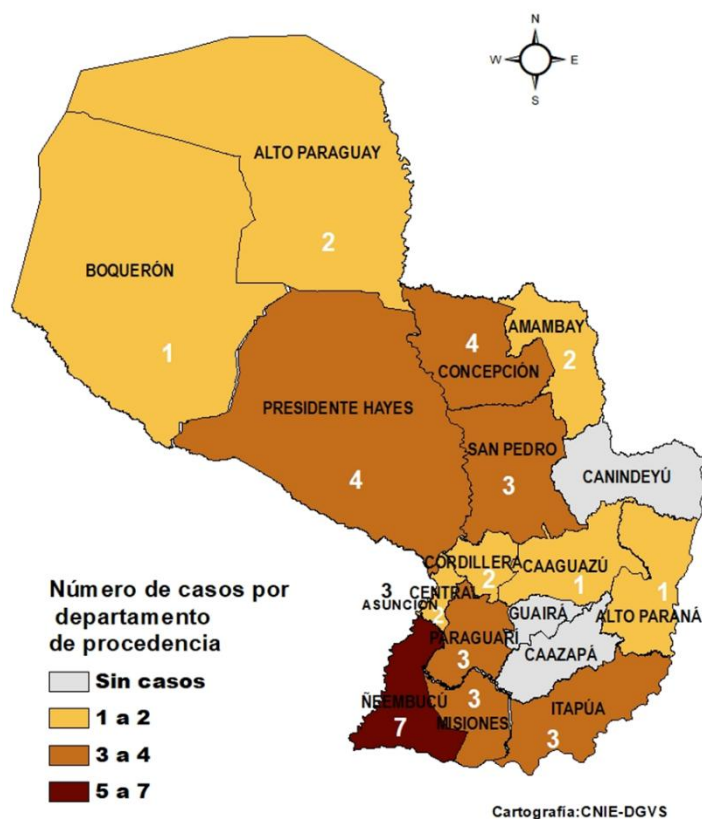 N
W E
S
ALTO PARAGUAY
2
BOQUERÓN
1
AMAMBAY
2
4
CONCEPCIÓN
PRESIDENTE HAYES
4
SAN PEDRO
3
CANINDEYÚ
CORDILLERA
2
CAAGUAZÚ
1
1
ALTO PARANÁ
3
ASUNCIÓN
CENTRAL
2
GUAIRÁ
PARAGUARÍ
3
CAAZAPÁ
ÑEEMBUCÚ
7
3
MISIONES
ITAPÚA
3
Número de casos por
departamento
de procedencia
Sin casos
1 a 2
3 a 4
5 a 7
Cartografía:CNIE-DGVS